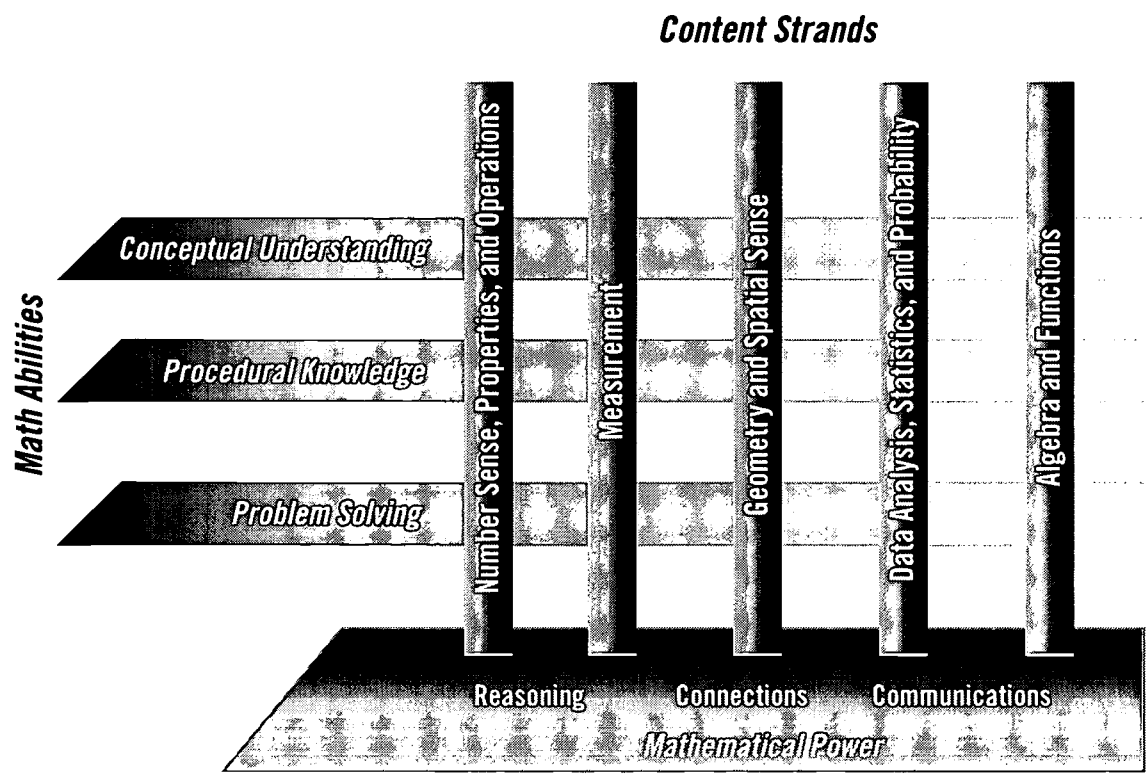 Content Strands
Math Abilities
Conceptual Understanding
Procedural Knowledge
Problem Solving
Number Sense, Properties, and Operations
Measurement
Geometry and Spatial Sense
Data Analysis, Statistics, and Probability
Algebra and Functions
Reasoning Connections Communications
Mathematical Power